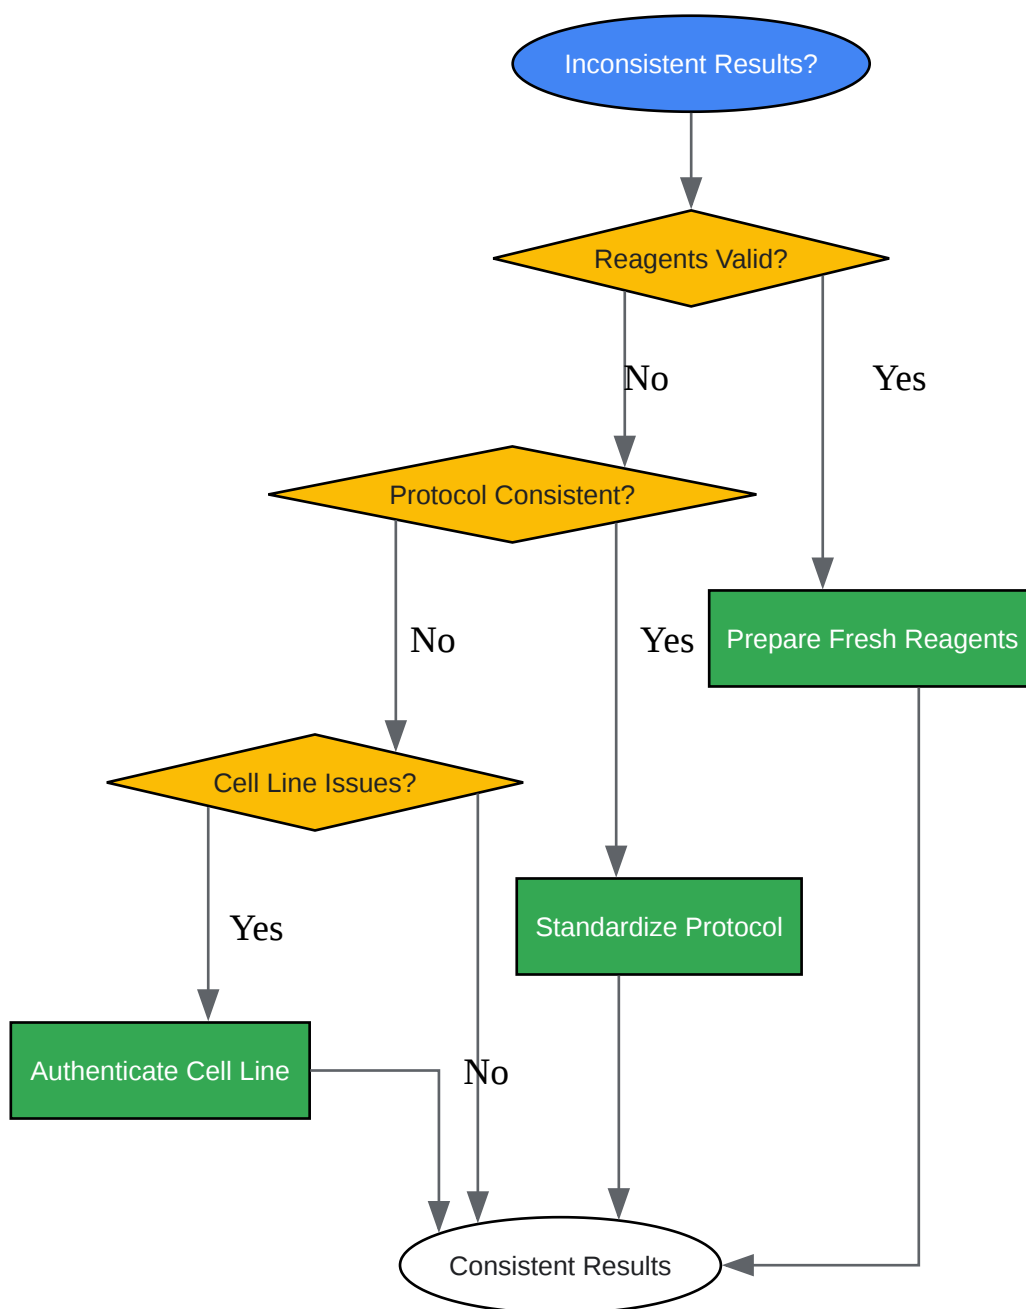 Inconsistent Results?
Reagents Valid?
No
Yes
Protocol Consistent?
No
Yes
Prepare Fresh Reagents
Cell Line Issues?
Yes
Standardize Protocol
Authenticate Cell Line
No
Consistent Results